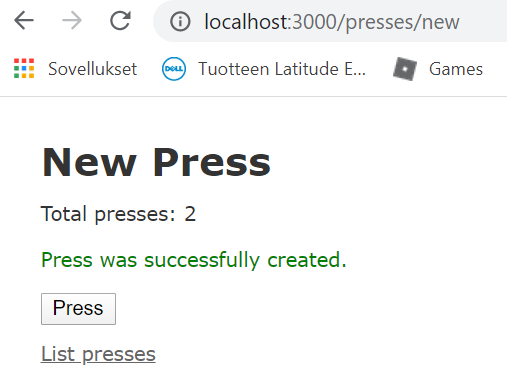 localhost:3000/presses/new
Sovellukset DELL Tuotteen Latitude E... Games
New Press
Total presses: 2
Press was successfully created.
Press
List presses